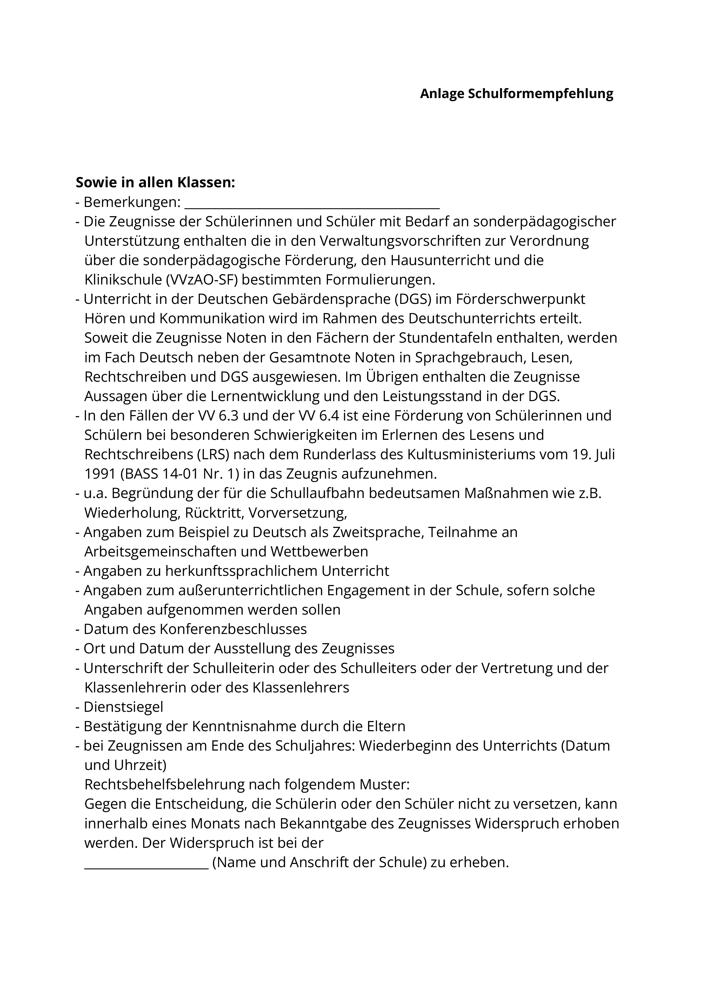 Anlage Schulformempfehlung
Sowie in allen Klassen:
- Bemerkungen: _____________________________________
- Die Zeugnisse der Schülerinnen und Schüler mit Bedarf an sonderpädagogischer
Unterstützung enthalten die in den Verwaltungsvorschriften zur Verordnung
über die sonderpädagogische Förderung, den Hausunterricht und die
Klinikschule (VVzAO-SF) bestimmten Formulierungen.
- Unterricht in der Deutschen Gebärdensprache (DGS) im Förderschwerpunkt
Hören und Kommunikation wird im Rahmen des Deutschunterrichts erteilt.
Soweit die Zeugnisse Noten in den Fächern der Stundentafeln enthalten, werden
im Fach Deutsch neben der Gesamtnote Noten in Sprachgebrauch, Lesen,
Rechtschreiben und DGS ausgewiesen. Im Übrigen enthalten die Zeugnisse
Aussagen über die Lernentwicklung und den Leistungsstand in der DGS.
- In den Fällen der VV 6.3 und der VV 6.4 ist eine Förderung von Schülerinnen und
Schülern bei besonderen Schwierigkeiten im Erlernen des Lesens und
Rechtschreibens (LRS) nach dem Runderlass des Kultusministeriums vom 19. Juli
1991 (BASS 14-01 Nr. 1) in das Zeugnis aufzunehmen.
- u.a. Begründung der für die Schullaufbahn bedeutsamen Maßnahmen wie z.B.
Wiederholung, Rücktritt, Vorversetzung,
- Angaben zum Beispiel zu Deutsch als Zweitsprache, Teilnahme an
Arbeitsgemeinschaften und Wettbewerben
- Angaben zu herkunftssprachlichem Unterricht
- Angaben zum außerunterrichtlichen Engagement in der Schule, sofern solche
Angaben aufgenommen werden sollen
- Datum des Konferenzbeschlusses
- Ort und Datum der Ausstellung des Zeugnisses
- Unterschrift der Schulleiterin oder des Schulleiters oder der Vertretung und der
Klassenlehrerin oder des Klassenlehrers
- Dienstsiegel
- Bestätigung der Kenntnisnahme durch die Eltern
- bei Zeugnissen am Ende des Schuljahres: Wiederbeginn des Unterrichts (Datum
und Uhrzeit)
Rechtsbehelfsbelehrung nach folgendem Muster:
Gegen die Entscheidung, die Schülerin oder den Schüler nicht zu versetzen, kann
innerhalb eines Monats nach Bekanntgabe des Zeugnisses Widerspruch erhoben
werden. Der Widerspruch ist bei der
__________________ (Name und Anschrift der Schule) zu erheben.